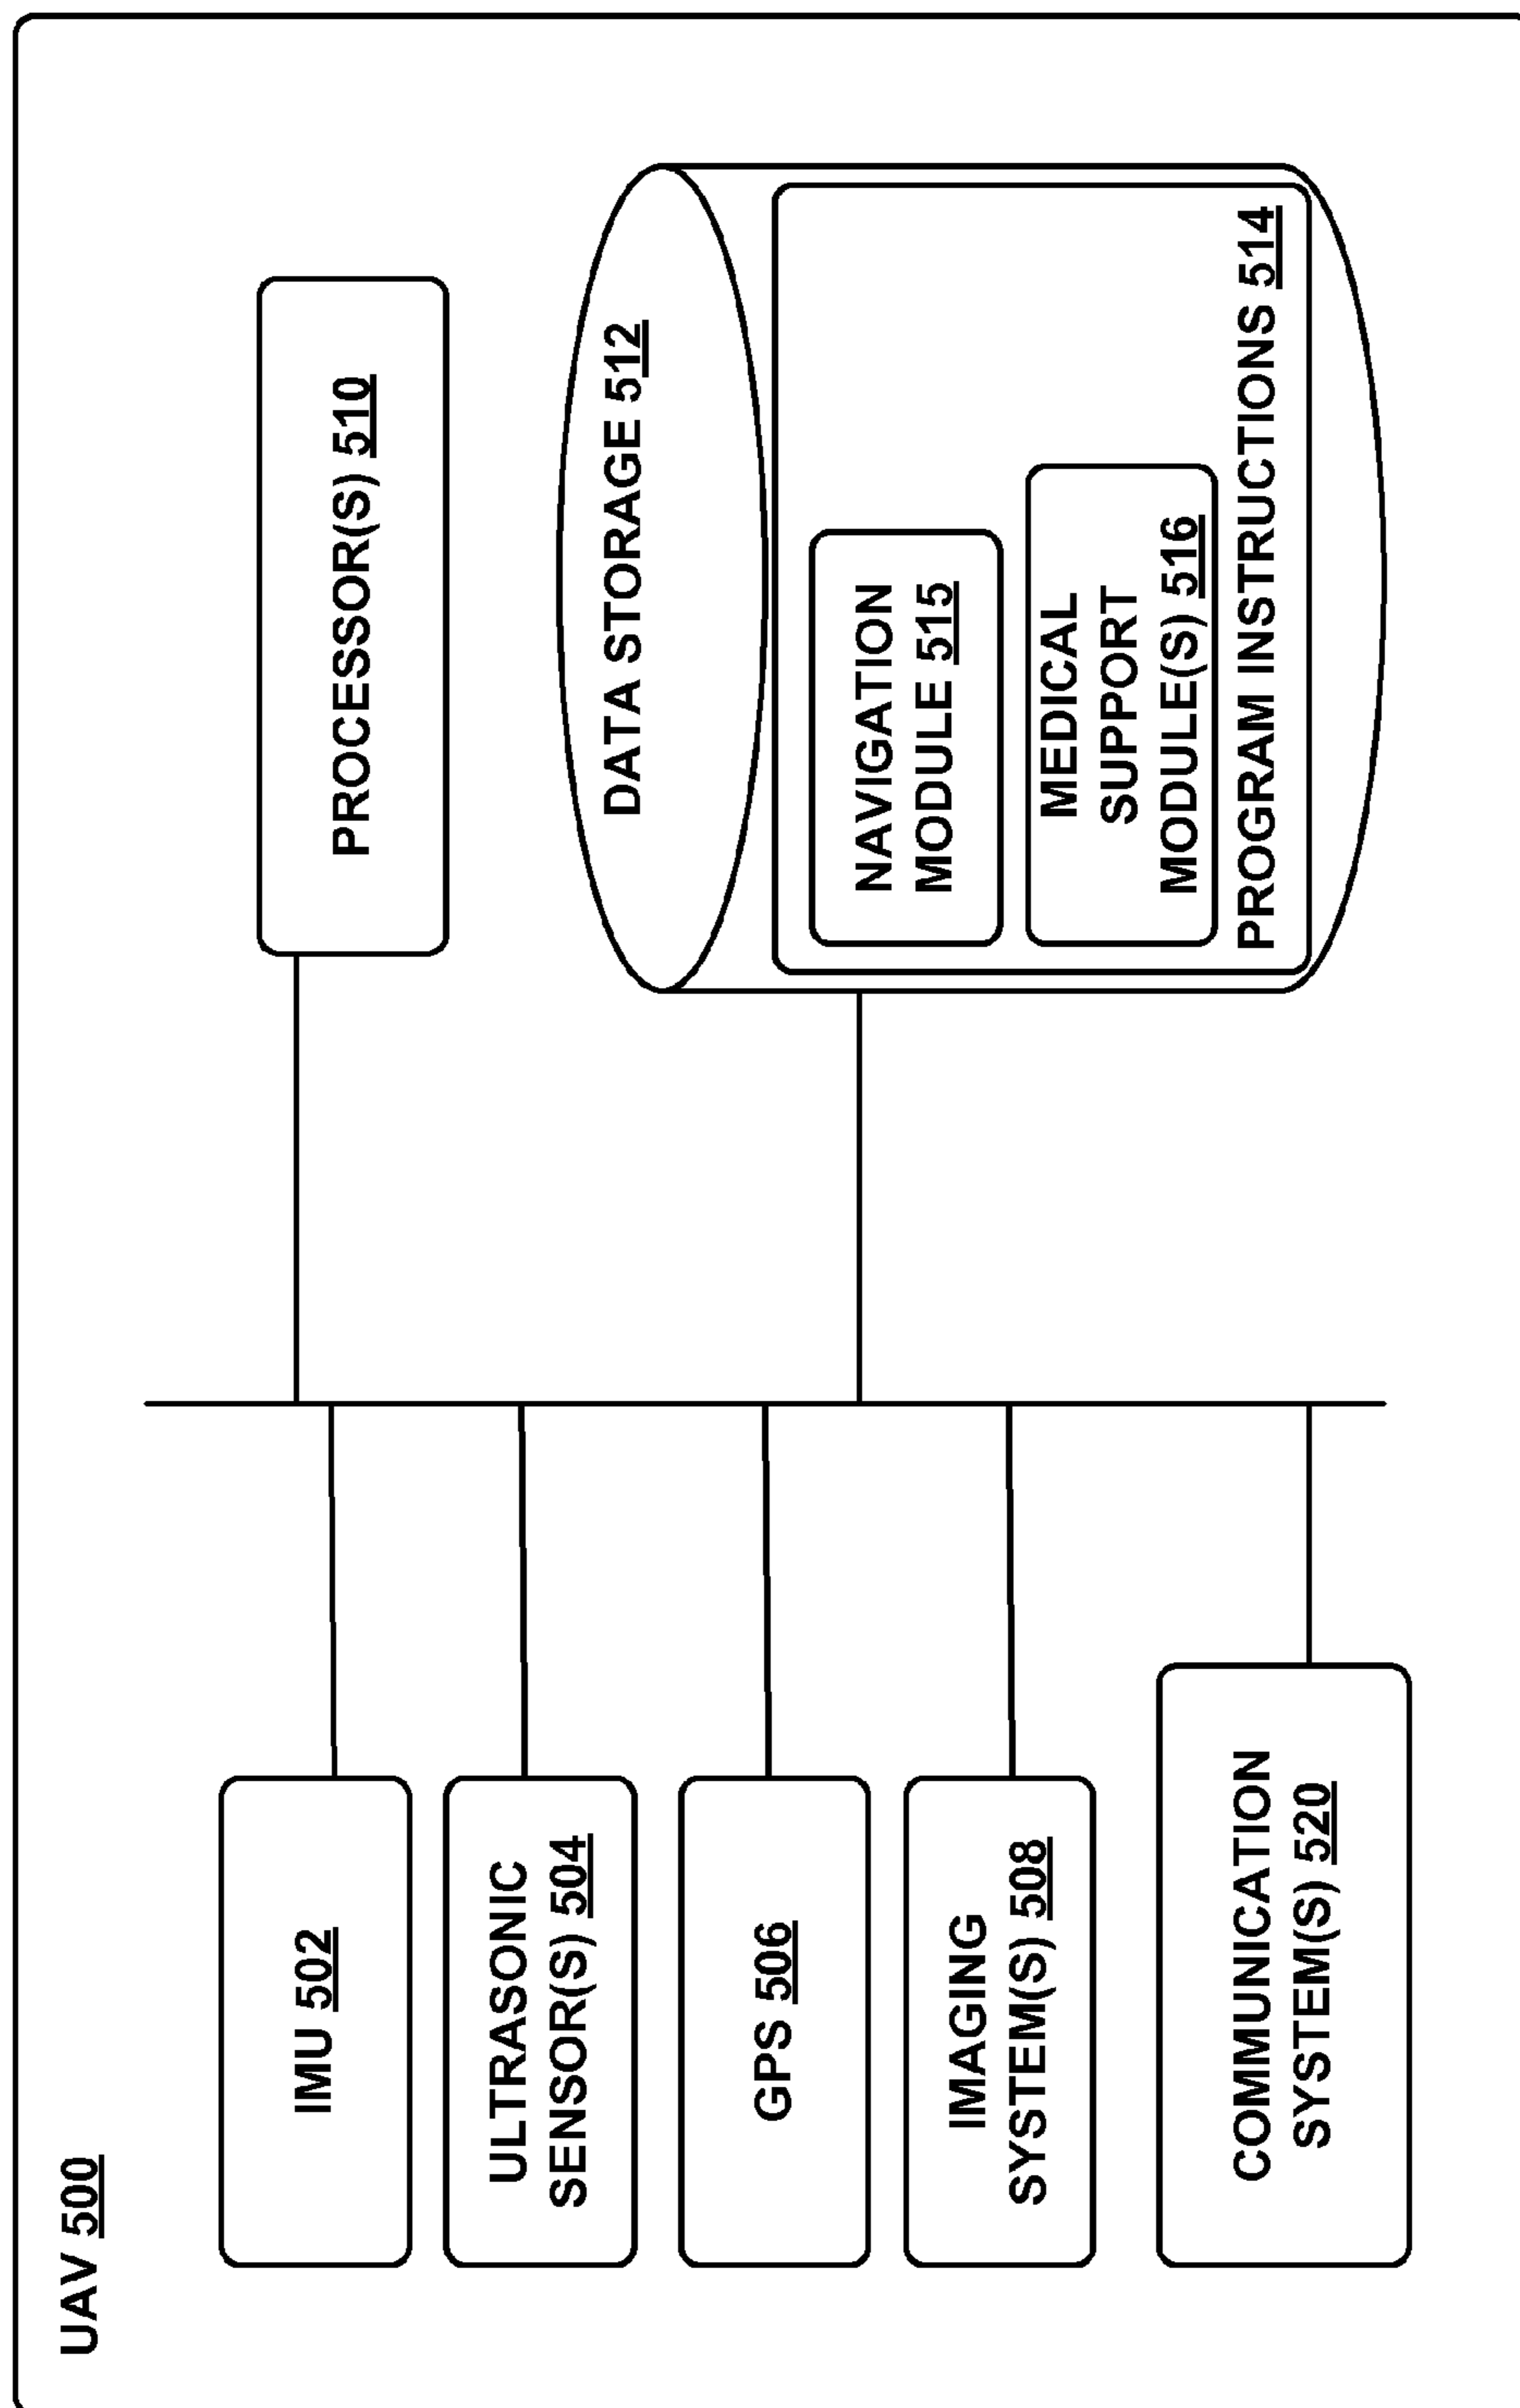 UAV 500
IMU 502
ULTRASONIC
SENSOR(S) 504
GPS 506
IMAGING
SYSTEM(S) 508
COMMUNICATION
SYSTEM(S) 520
PROCESSOR(S) 510
DATA STORAGE 512
NAVIGATION
MODULE 515
MEDICAL
SUPPORT
MODULE(S) 516
PROGRAM INSTRUCTIONS 514